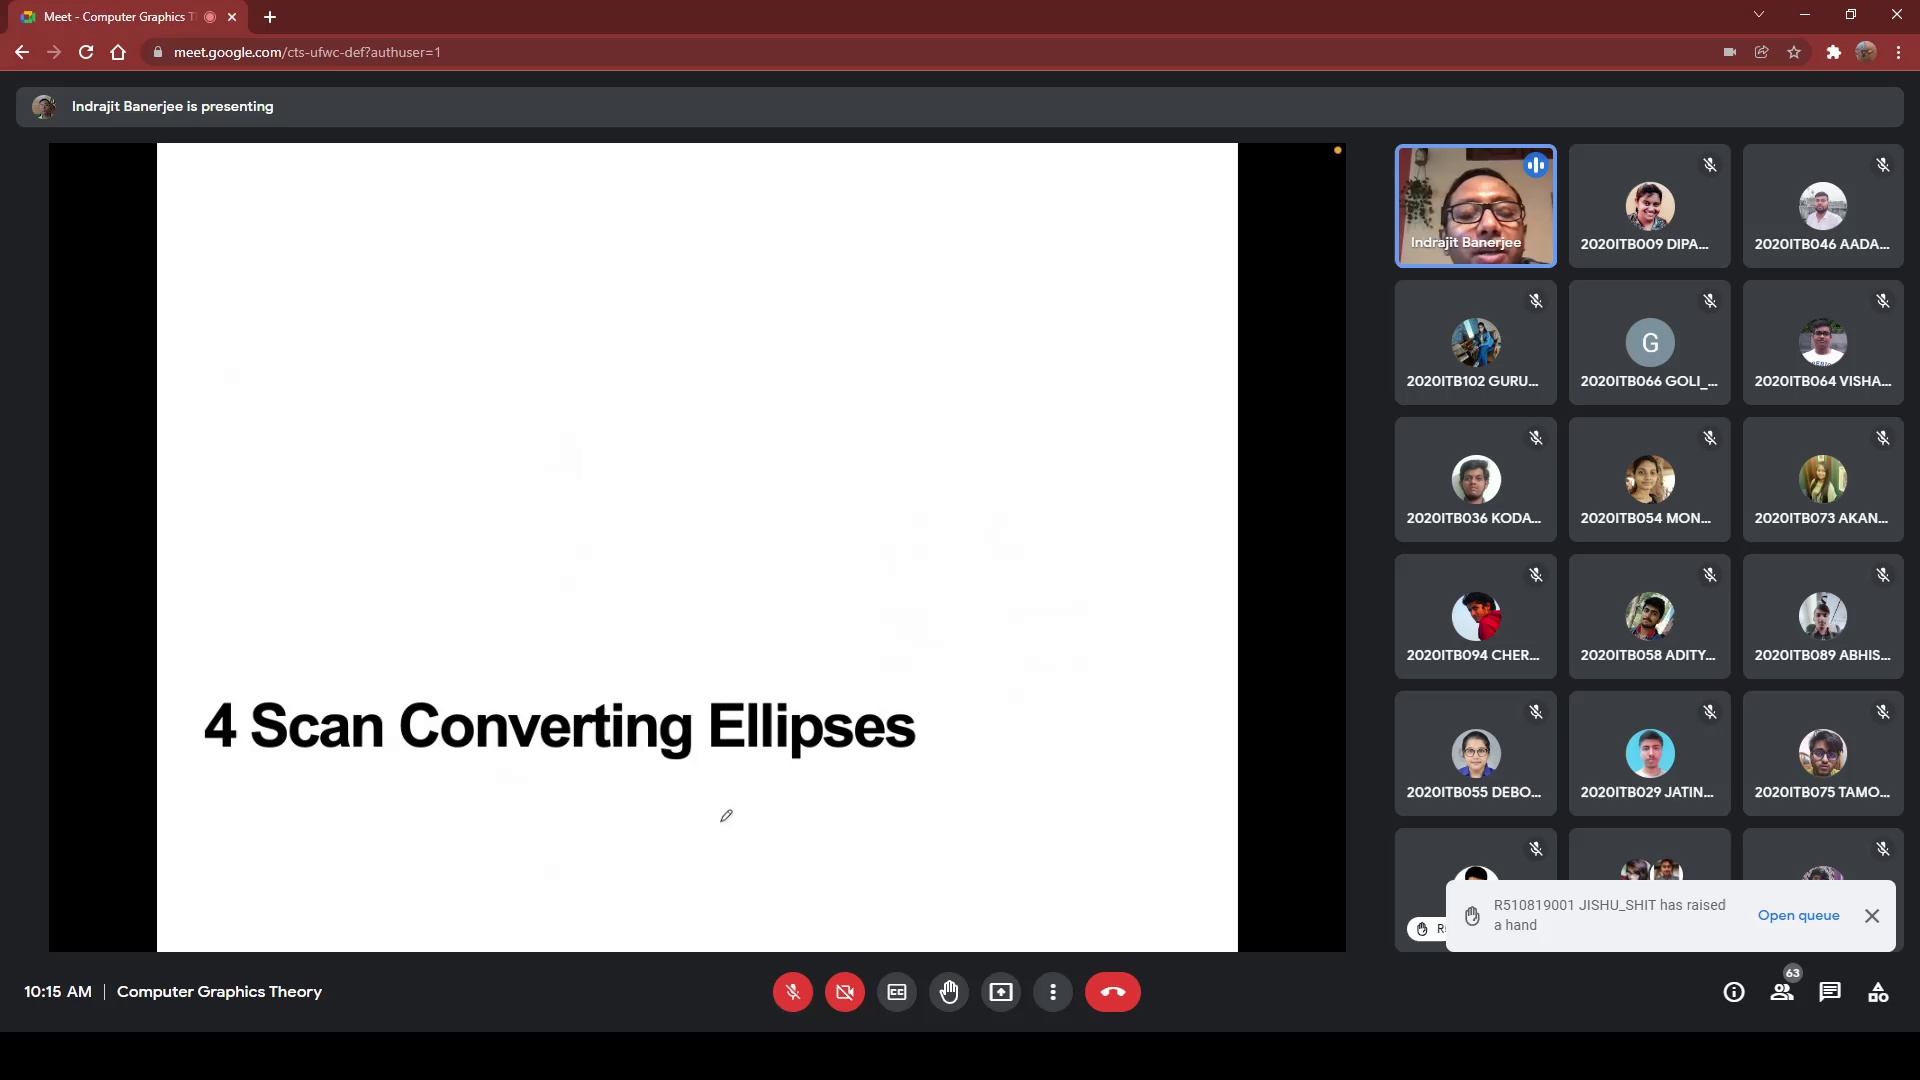 Meet - Computer Graphics T
meet.google.com/cts-ufwc-def?authuser=1
Indrajit Banerjee is presenting
4 Scan Converting Ellipses
Indrajit Banerjee
2020ITB009 DIPA...
2020ITB046 AADA...
2020ITB102 GURU...
G
2020ITB066 GOLI_...
2020ITB064 VISHA...
2020ITB036 KODA...
2020ITB054 MON...
2020ITB073 AKAN...
2020ITB094 CHER...
2020ITB058 ADITY...
2020ITB089 ABHIS...
2020ITB055 DEBO...
2020ITB029 JATIN...
2020ITB075 TAMO...
R510819001 JISHU_SHIT has raised
a hand
Open queue
10:15 AM | Computer Graphics Theory
CC
63